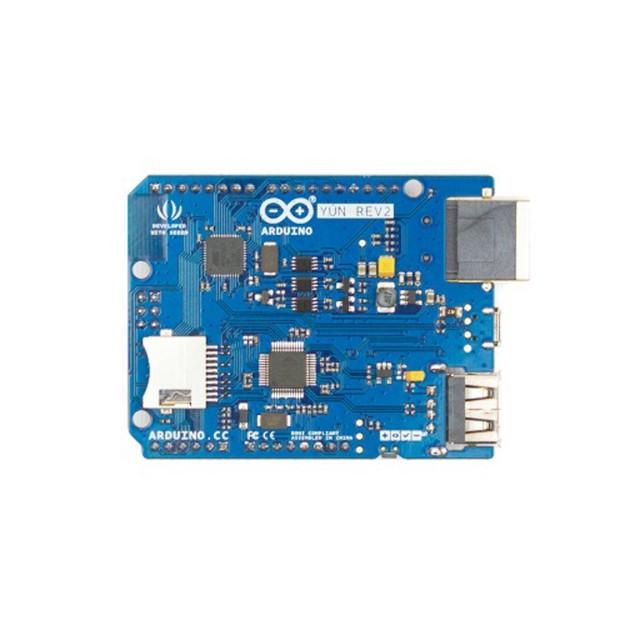 YUN REV2
ARDUINO
DEVELOPED
WITH SEEED
ARDUINO.CC
FC CE
ROHS COMPLIANT
ASSEMBLED IN CHINA